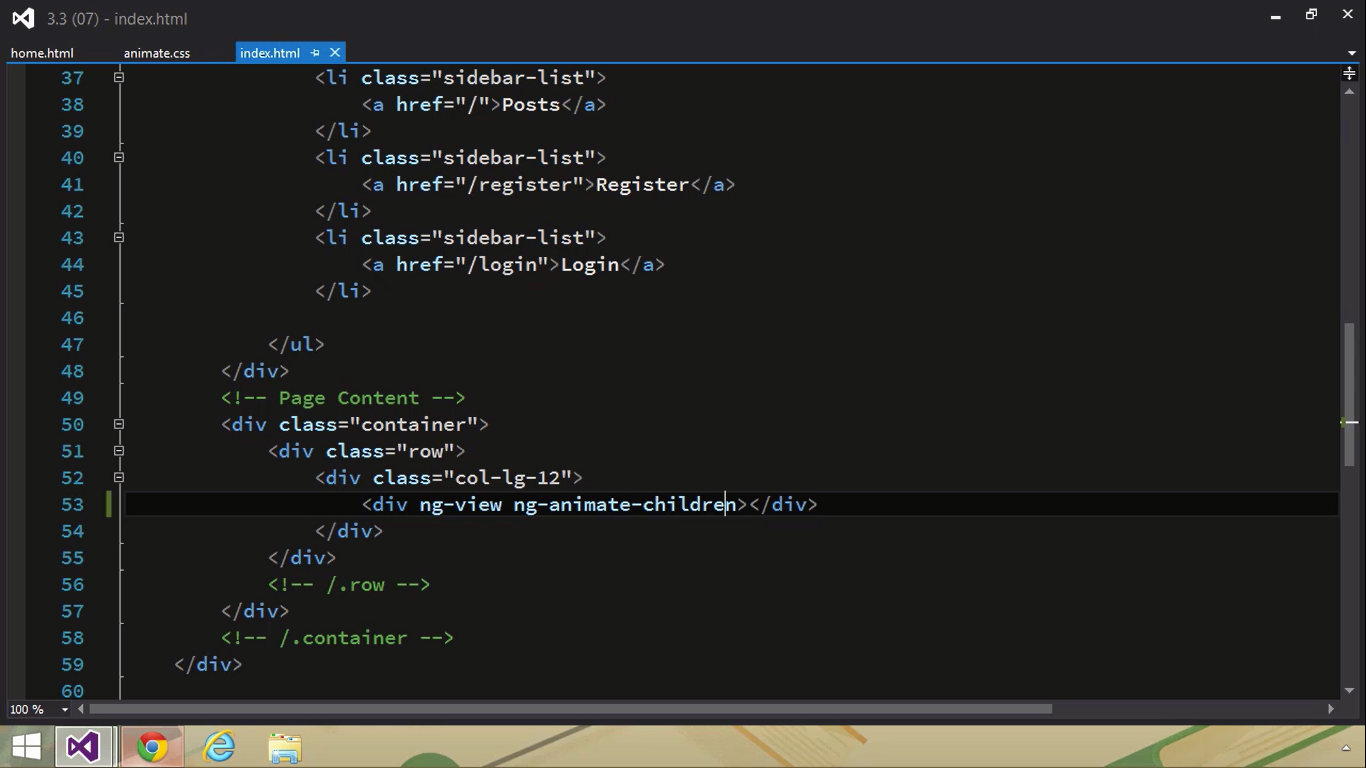 3.3 (07) - index.html
home.html animate.css index.html
37 <li class="sidebar-list">
38 <a href="/">Posts</a>
39 </li>
40 <li class="sidebar-list">
41 <a href="/register">Register</a>
42 </li>
43 <li class="sidebar-list">
44 <a href="/login">Login</a>
45 </li>
46
47 </ul>
48 </div>
49 <!-- Page Content -->
50 <div class="container">
51 <div class="row">
52 <div class="col-lg-12">
53 <div ng-view ng-animate-children></div>
54 </div>
55 </div>
56 <!-- /.row -->
57 </div>
58 <!-- /.container -->
59 </div>
60
100 %